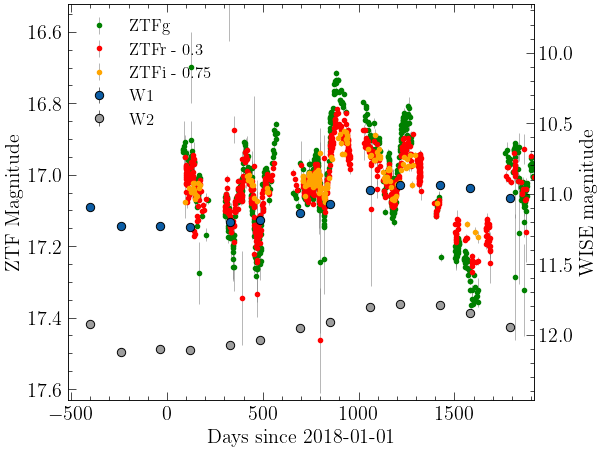 ZTFg
ZTFr - 0.3
ZTFi - 0.75
W1
W2
16.6
16.8
17.0
17.2
17.4
17.6
ZTF Magnitude
10.0
10.5
11.0
11.5
12.0
WISE magnitude
−500 0 500 1000 1500
Days since 2018-01-01